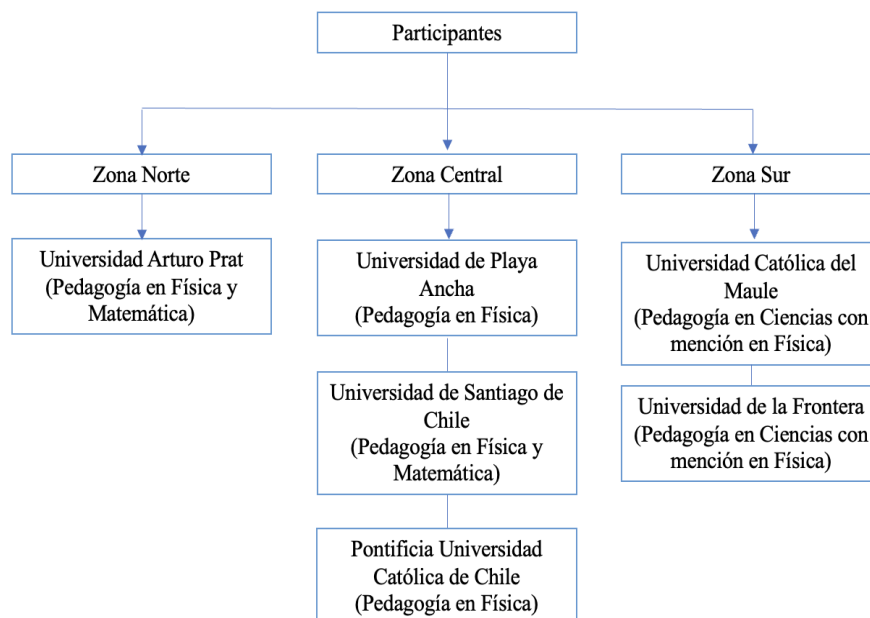 Participantes
Zona Norte
Zona Central
Zona Sur
Universidad Arturo Prat
(Pedagogía en Física y
Matemática)
Universidad de Playa
Ancha
(Pedagogía en Física)
Universidad Católica del
Maule
(Pedagogía en Ciencias con
mención en Física)
Universidad de Santiago de
Chile
(Pedagogía en Física y
Matemática)
Universidad de la Frontera
(Pedagogía en Ciencias con
mención en Física)
Pontificia Universidad
Católica de Chile
(Pedagogía en Física)